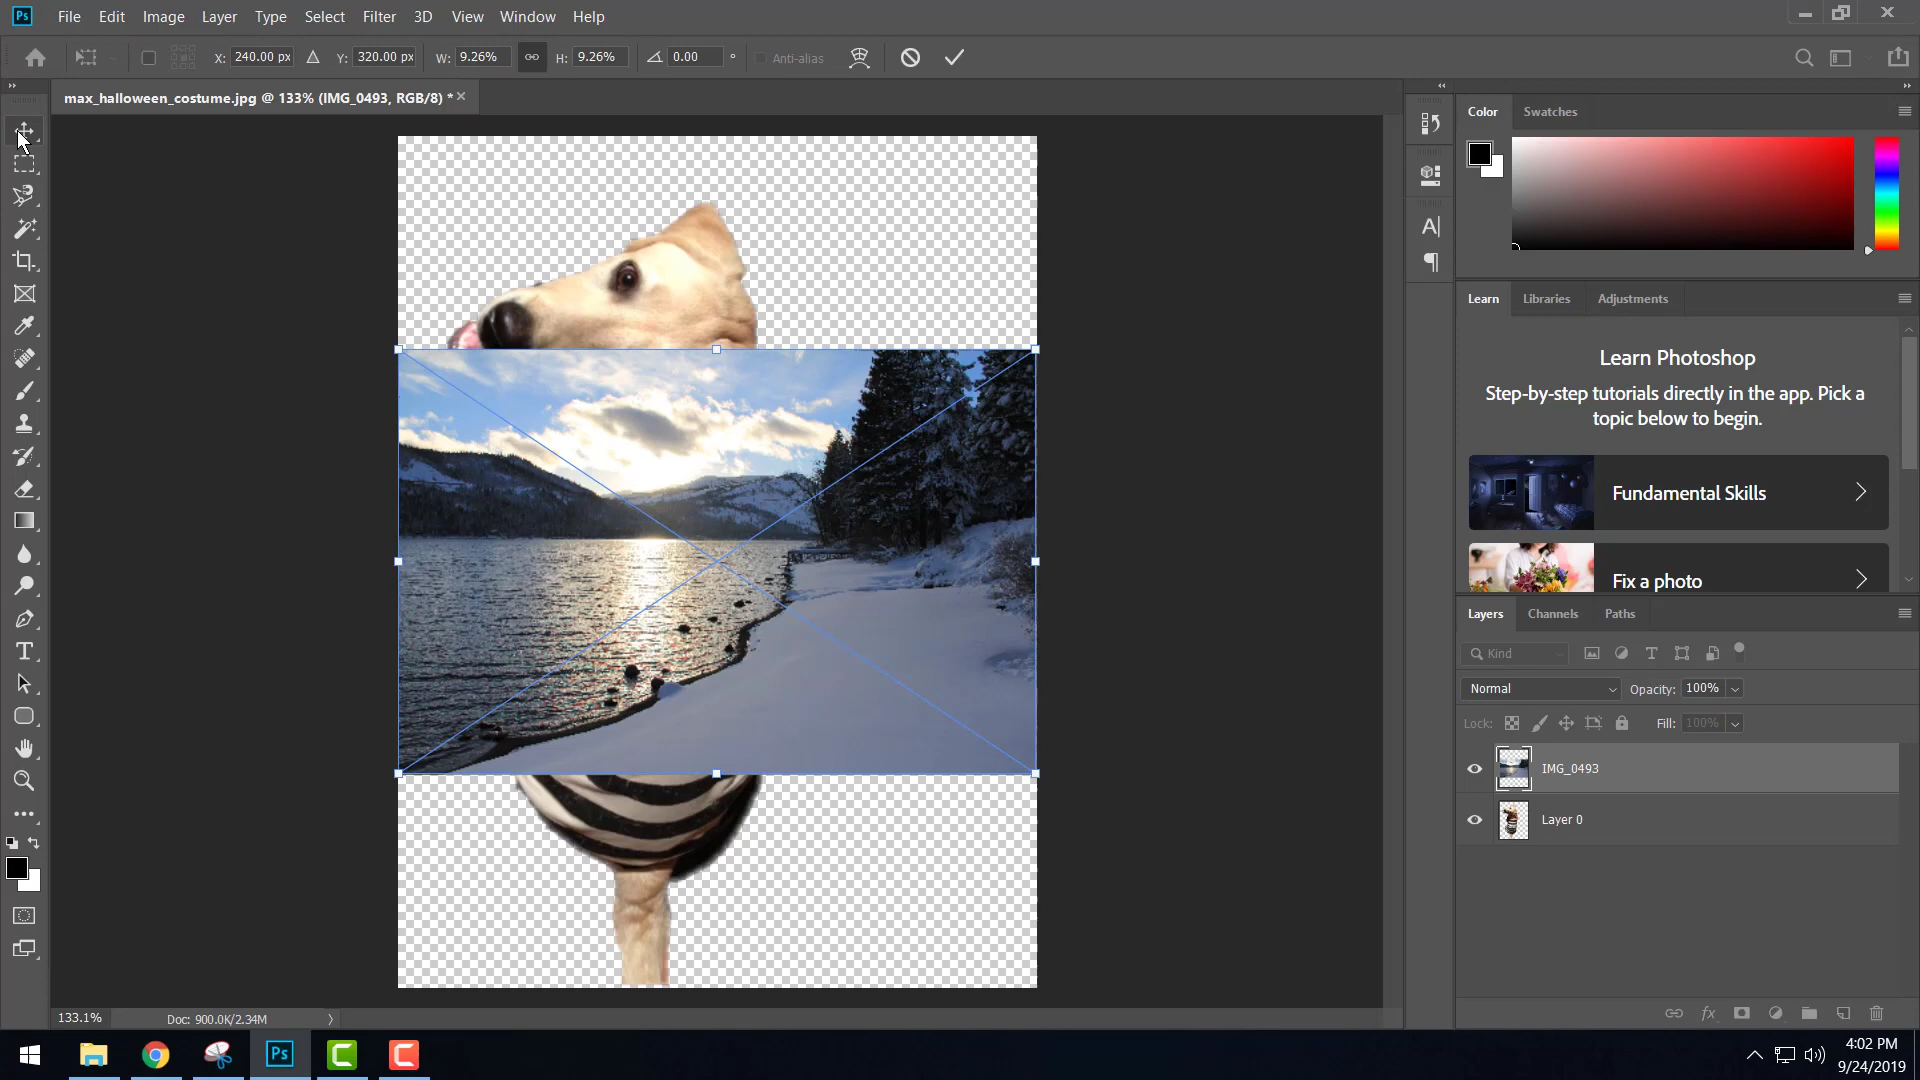 Ps File Edit Image Layer Type Select Filter 3D View Window Help
X: 240.00 px Y: 320.00 px W: 9.26% H: 9.26% 0.00 ° Anti-alias
max_halloween_costume.jpg @ 133% (IMG_0493, RGB/8) *
Color Swatches
Learn Libraries Adjustments
Learn Photoshop
Step-by-step tutorials directly in the app. Pick a
topic below to begin.
Fundamental Skills
Fix a photo
Layers Channels Paths
Kind
Normal Opacity: 100%
Lock: Fill: 100%
IMG_0493
Layer 0
fx
133.1% Doc: 900.0K/2.34M
Ps
4:02 PM
9/24/2019